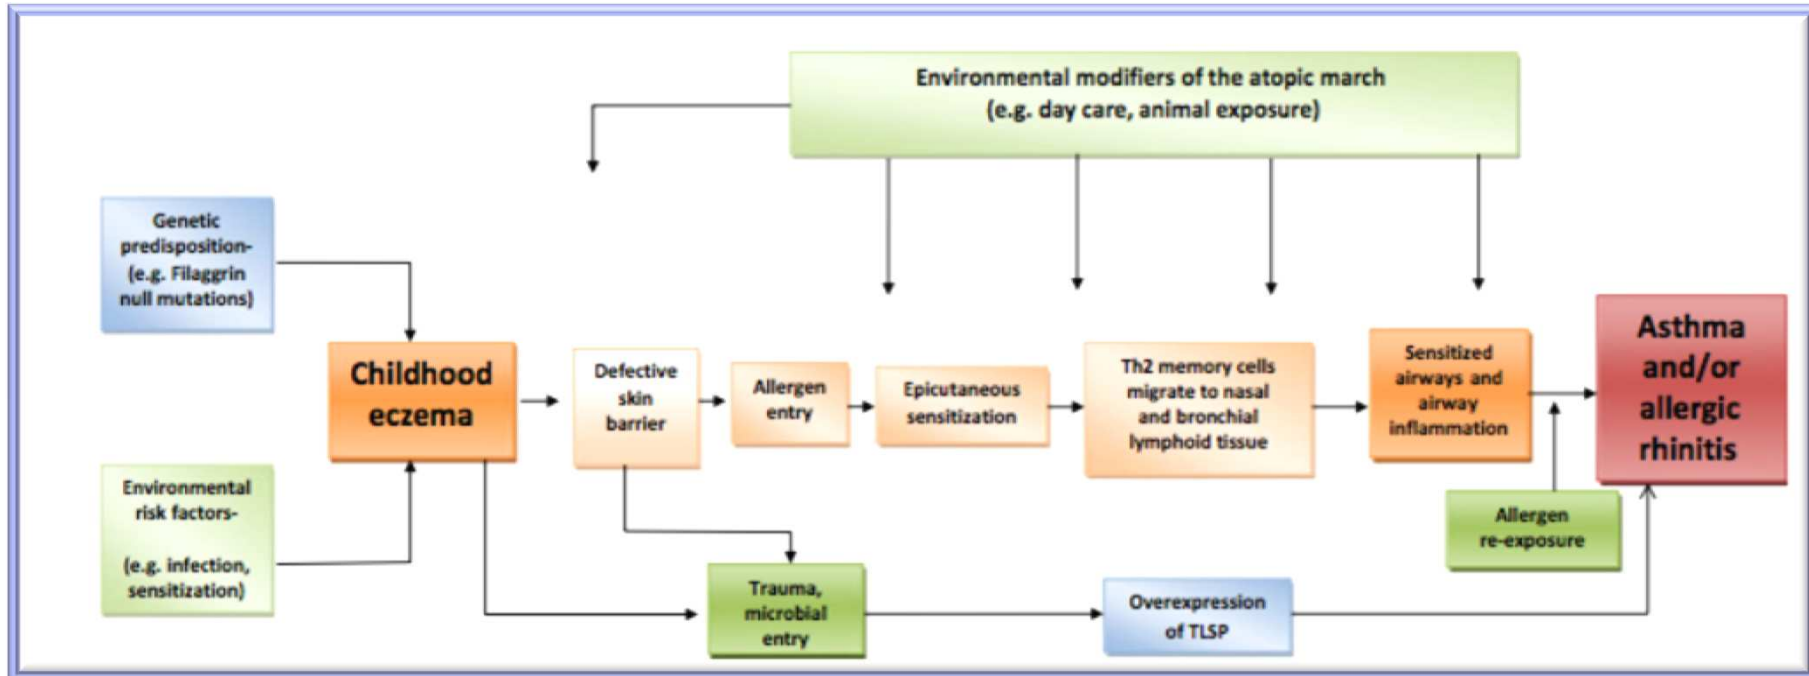 Environmental modifiers of the atopic march
(e.g. day care, animal exposure)
Genetic
predisposition-
(e.g. Filaggrin
null mutations)
Environmental
risk factors-
(e.g. infection,
sensitization)
Childhood
eczema
Defective
skin
barrier
Allergen
entry
Epicutaneous
sensitization
Th2 memory cells
migrate to nasal
and bronchial
lymphoid tissue
Sensitized
airways and
airway
inflammation
Asthma
and/or
allergic
rhinitis
Allergen
re-exposure
Trauma,
microbial
entry
Overexpression
of TLSP